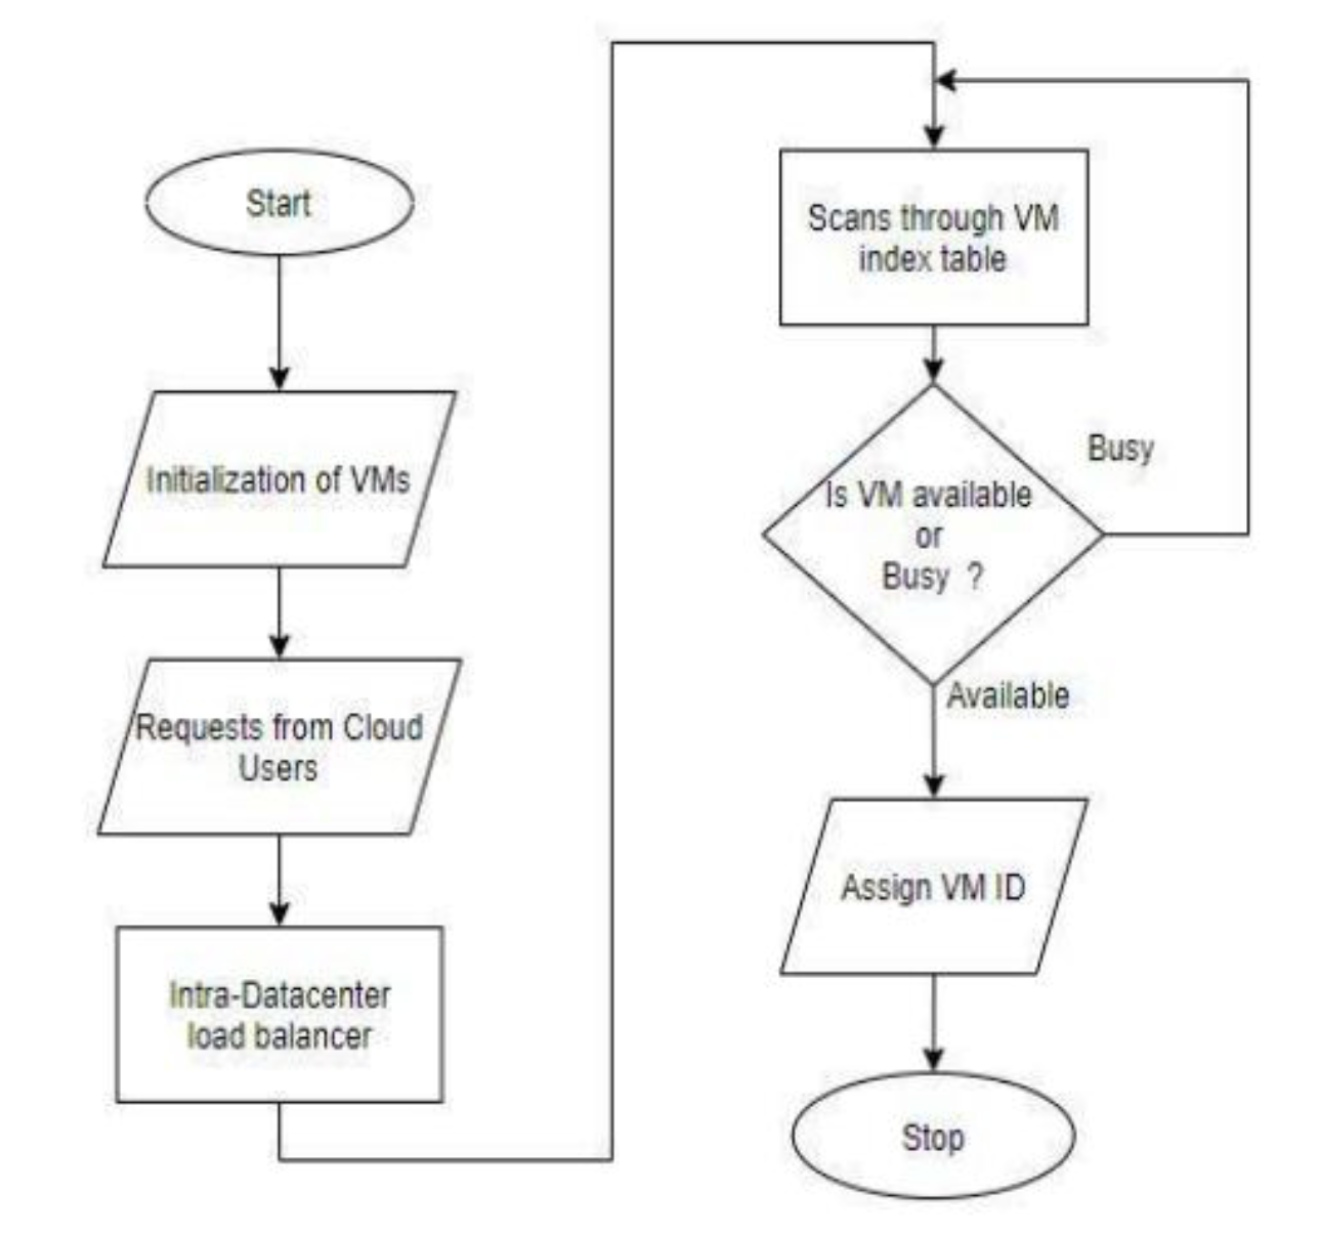 Start
Initialization of VMs
Requests from Cloud
Users
Intra-Datacenter
load balancer
Scans through VM
index table
Is VM available
or
Busy ?
Busy
Available
Assign VM ID
Stop